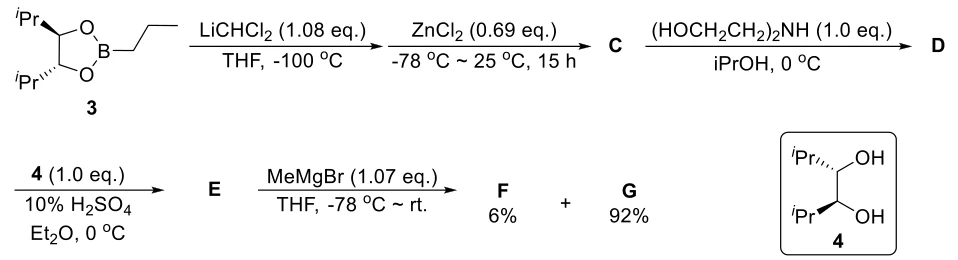 iPr
O
B
O
iPr
3
LiCHCl2 (1.08 eq.)
THF, -100 °C
ZnCl2 (0.69 eq.)
-78 °C ~ 25 °C, 15 h
C
(HOCH2CH2)2NH (1.0 eq.)
iPrOH, 0 °C
D
4 (1.0 eq.)
10% H2SO4
Et2O, 0 °C
E
MeMgBr (1.07 eq.)
THF, -78 °C ~ rt.
F
6%
+
G
92%
iPr
OH
iPr
OH
4